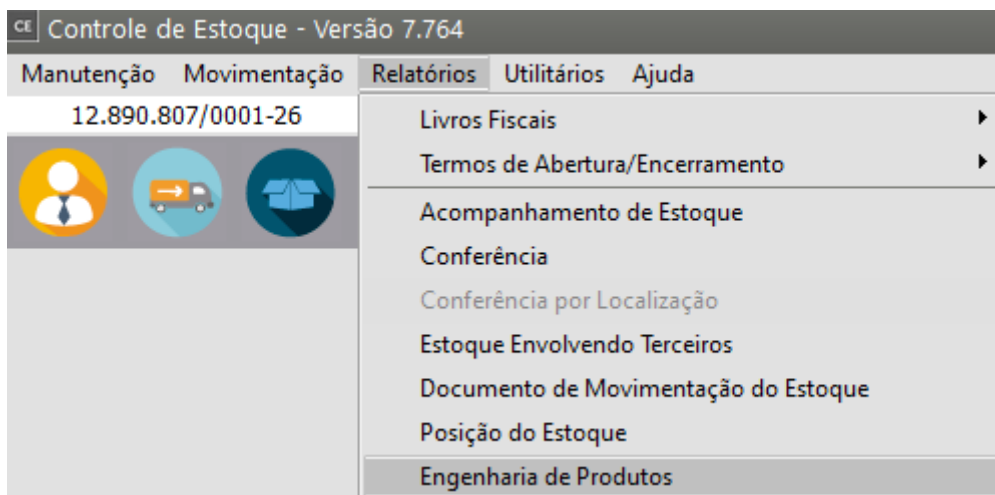 CE Controle de Estoque - Versão 7.764
Manutenção Movimentação Relatórios Utilitários Ajuda
12.890.807/0001-26
Livros Fiscais
Termos de Abertura/Encerramento
Acompanhamento de Estoque
Conferência
Conferência por Localização
Estoque Envolvendo Terceiros
Documento de Movimentação do Estoque
Posição do Estoque
Engenharia de Produtos